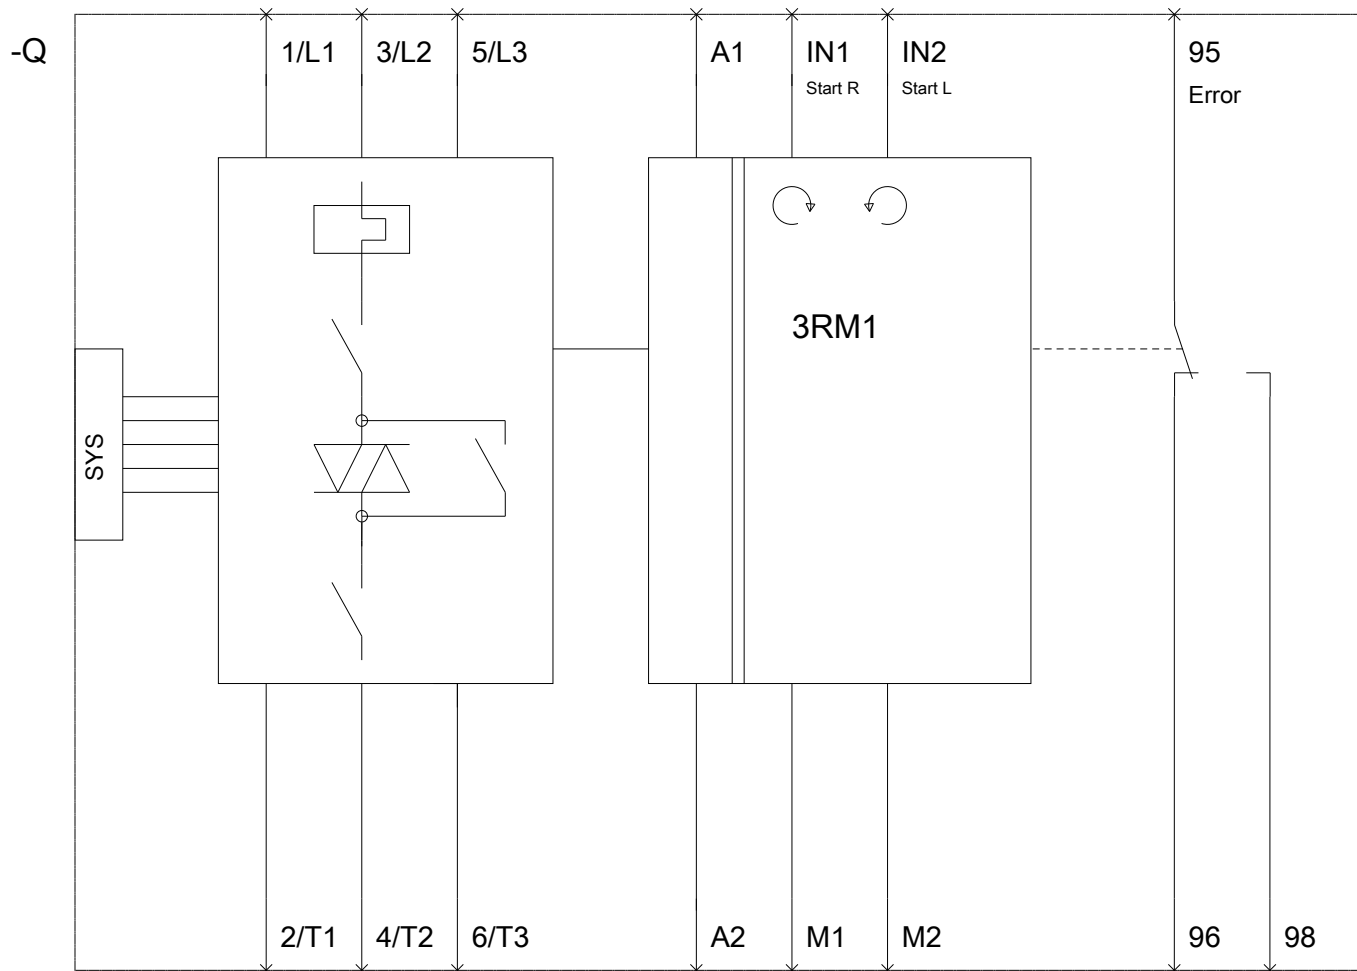 -Q
1/L1 3/L2 5/L3 A1 IN1 IN2 95
Start R Start L Error
3RM1
SYS
2/T1 4/T2 6/T3 A2 M1 M2 96 98